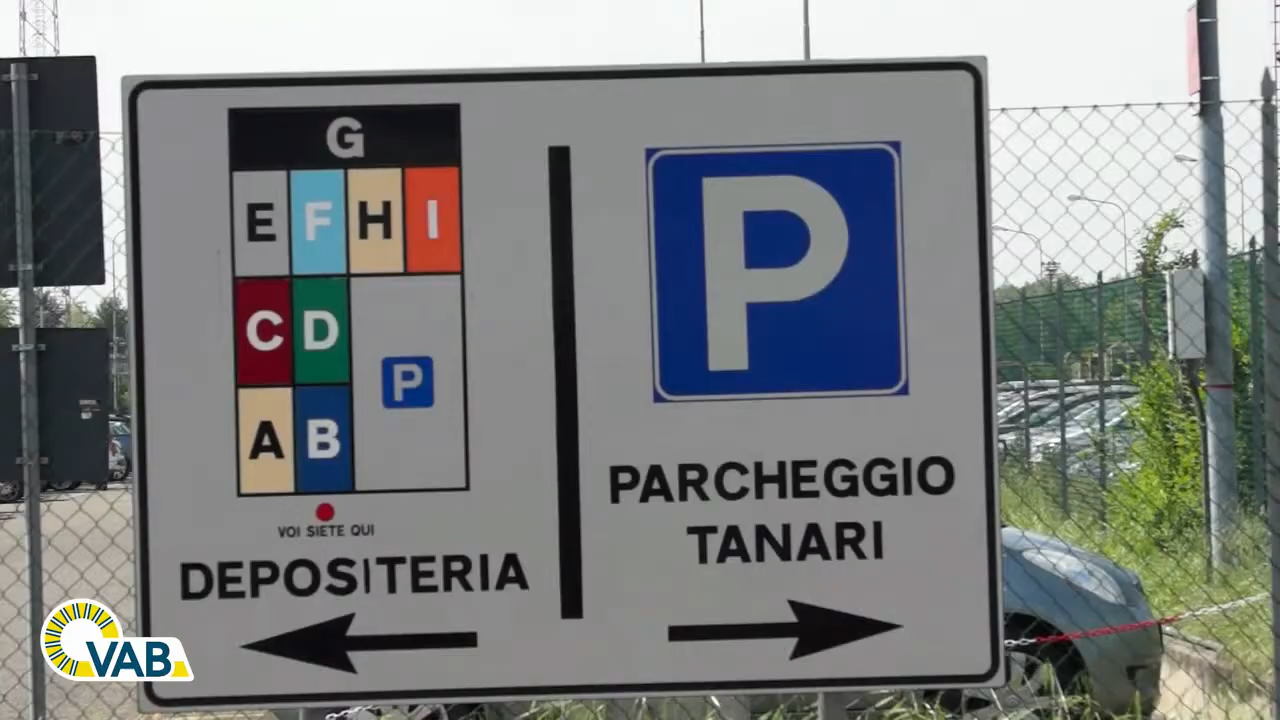 G
E F H I
C D
P
A B
VOI SIETE QUI
DEPOSITERIA
P
PARCHEGGIO
TANARI
VAB